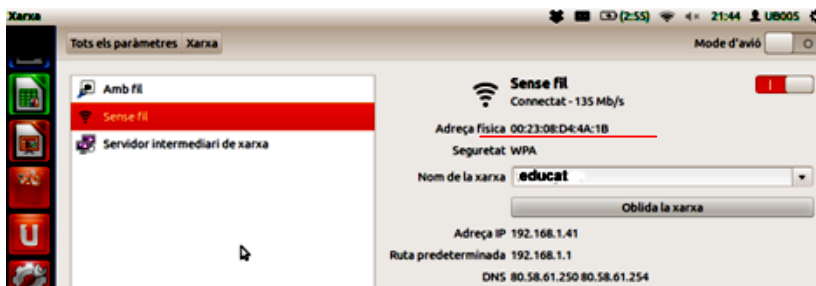 Xarxa (2:55) 21:44 UB005
Tots els paràmetres Xarxa Mode d'avió
Amb fil
Sense fil
Servidor intermediari de xarxa
Sense fil
Connectat - 135 Mb/s
Adreça física 00:23:08:D4:4A:1B
Seguretat WPA
Nom de la xarxa educat
Oblida la xarxa
Adreça IP 192.168.1.41
Ruta predeterminada 192.168.1.1
DNS 80.58.61.250 80.58.61.254